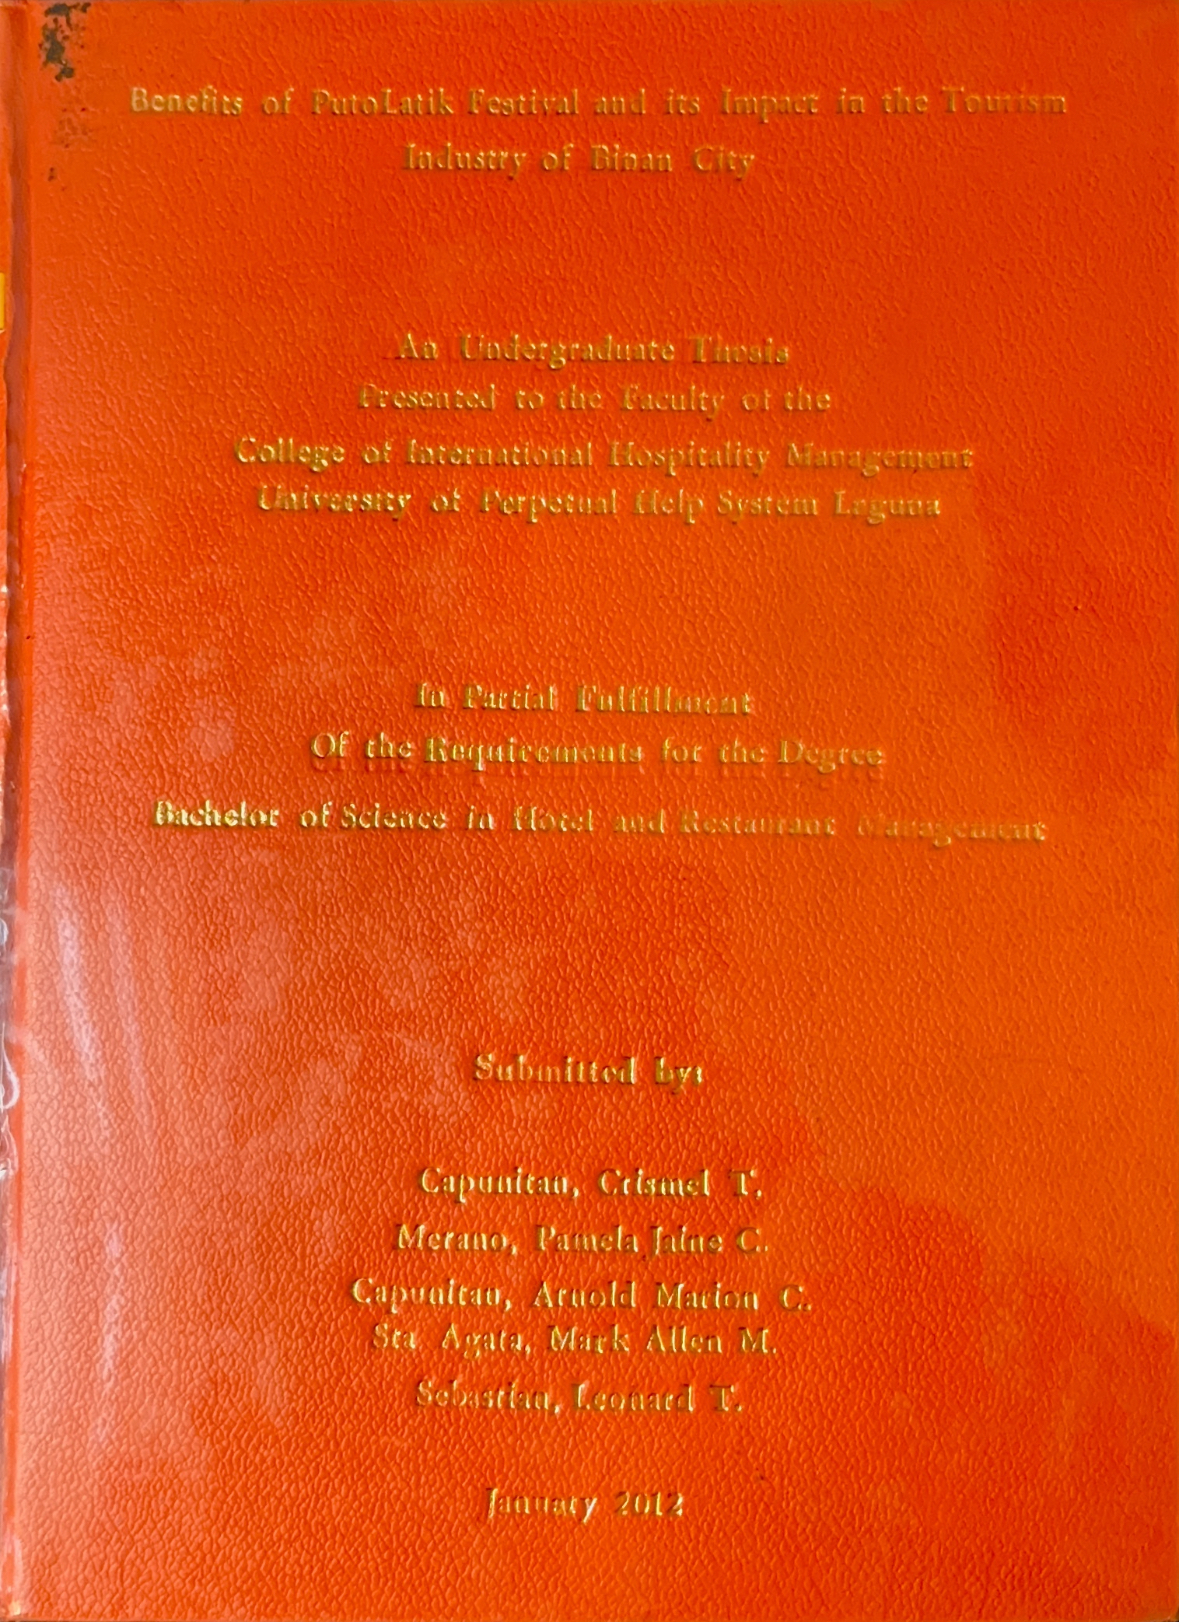 Benefits of PutoLatik Festival and its Impact in the Tourism
Industry of Binan City
An Undergraduate Thesis
Presented to the Faculty of the
College of International Hospitality Management
University of Perpetual Help System Laguna
In Partial Fulfillment
Of the Requirements for the Degree
Bachelor of Science in Hotel and Restaurant Management
Submitted by:
Capunitan, Crismel T.
Merano, Pamela Jaine C.
Capunitan, Arnold Marion C.
Sta Agata, Mark Allen M.
Sebastian, Leonard T.
January 2012